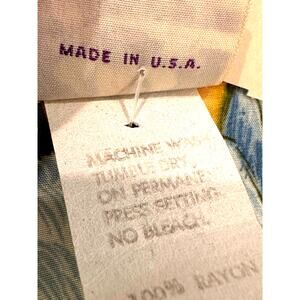 MADE IN U.S.A.
MACHINE WASH
TUMBLE DRY
ON PERMANENT
PRESS SETTING.
NO BLEACH.
100% RAYON